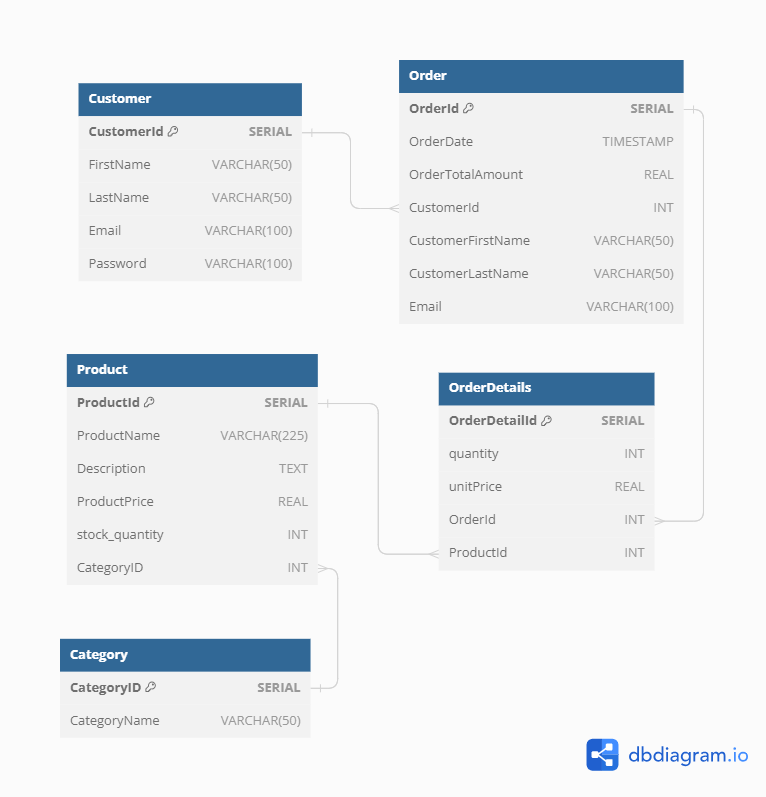 Customer
CustomerId SERIAL
FirstName VARCHAR(50)
LastName VARCHAR(50)
Email VARCHAR(100)
Password VARCHAR(100)
Order
OrderId SERIAL
OrderDate TIMESTAMP
OrderTotalAmount REAL
CustomerId INT
CustomerFirstName VARCHAR(50)
CustomerLastName VARCHAR(50)
Email VARCHAR(100)
Product
ProductId SERIAL
ProductName VARCHAR(225)
Description TEXT
ProductPrice REAL
stock_quantity INT
CategoryID INT
OrderDetails
OrderDetailId SERIAL
quantity INT
unitPrice REAL
OrderId INT
ProductId INT
Category
CategoryID SERIAL
CategoryName VARCHAR(50)
dbdiagram.io